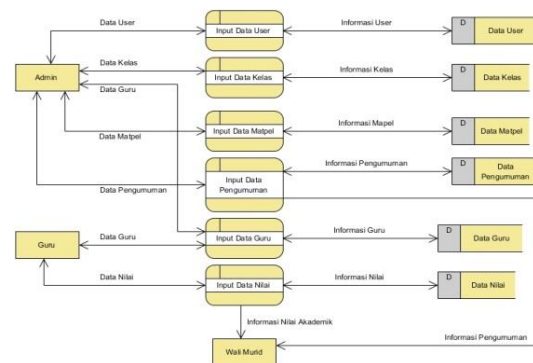 Data User
Input Data User
Informasi User
D
Data User
Admin
Data Kelas
Input Data Kelas
Informasi Kelas
D
Data Kelas
Data Guru
Data Matpel
Input Data Matpel
Informasi Mapel
D
Data Matpel
Data Pengumuman
Input Data
Pengumuman
Informasi Pengumuman
D
Data
Pengumuman
Guru
Data Guru
Input Data Guru
Informasi Guru
D
Data Guru
Data Nilai
Input Data Nilai
Informasi Nilai
D
Data Nilai
Informasi Nilai Akademik
Wali Murid
Informasi Pengumuman